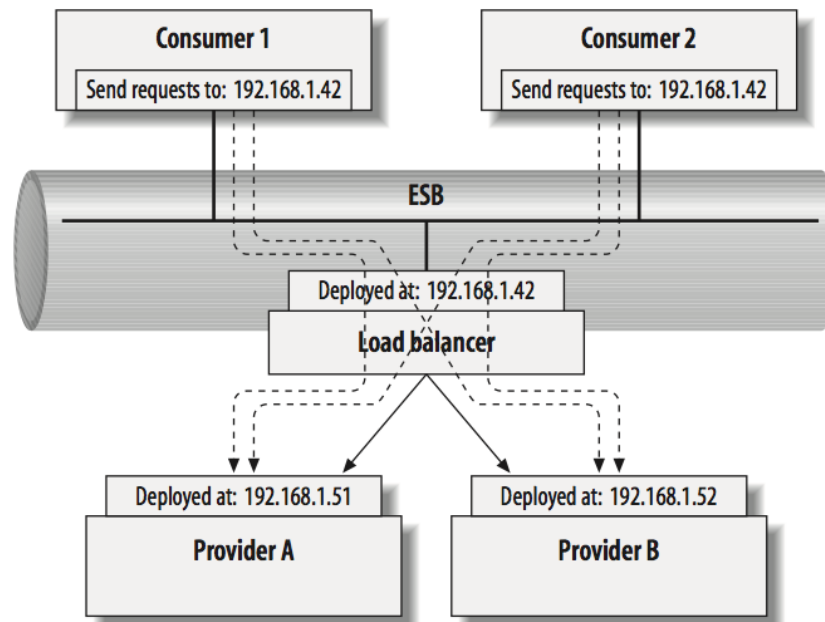 Consumer 1
Send requests to: 192.168.1.42
Consumer 2
Send requests to: 192.168.1.42
ESB
Deployed at: 192.168.1.42
Load balancer
Deployed at: 192.168.1.51
Provider A
Deployed at: 192.168.1.52
Provider B